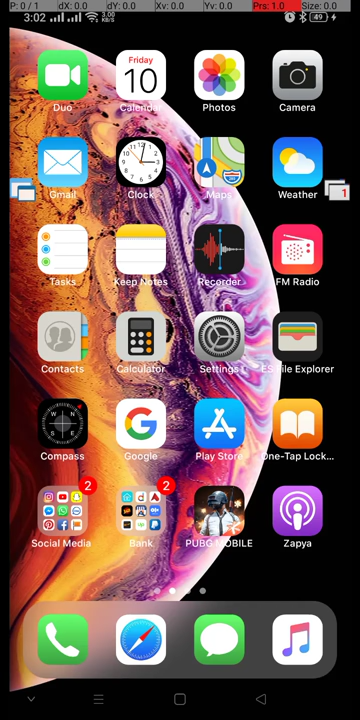 P: 0 / 1 dX: 0.0 dY: 0.0 Xv: 0.0 Yv: 0.0 Prs: 1.0 Size: 0.0
3:02 3.00 KB/S 49
Friday
10
Duo Calendar Photos Camera
Gmail Clock Maps Weather
1
Tasks Keep Notes Recorder FM Radio
Contacts Calculator Settings ES File Explorer
N
W E
S
Compass Google Play Store One-Tap Lock...
2 2
Social Media Bank PUBG MOBILE Zapya